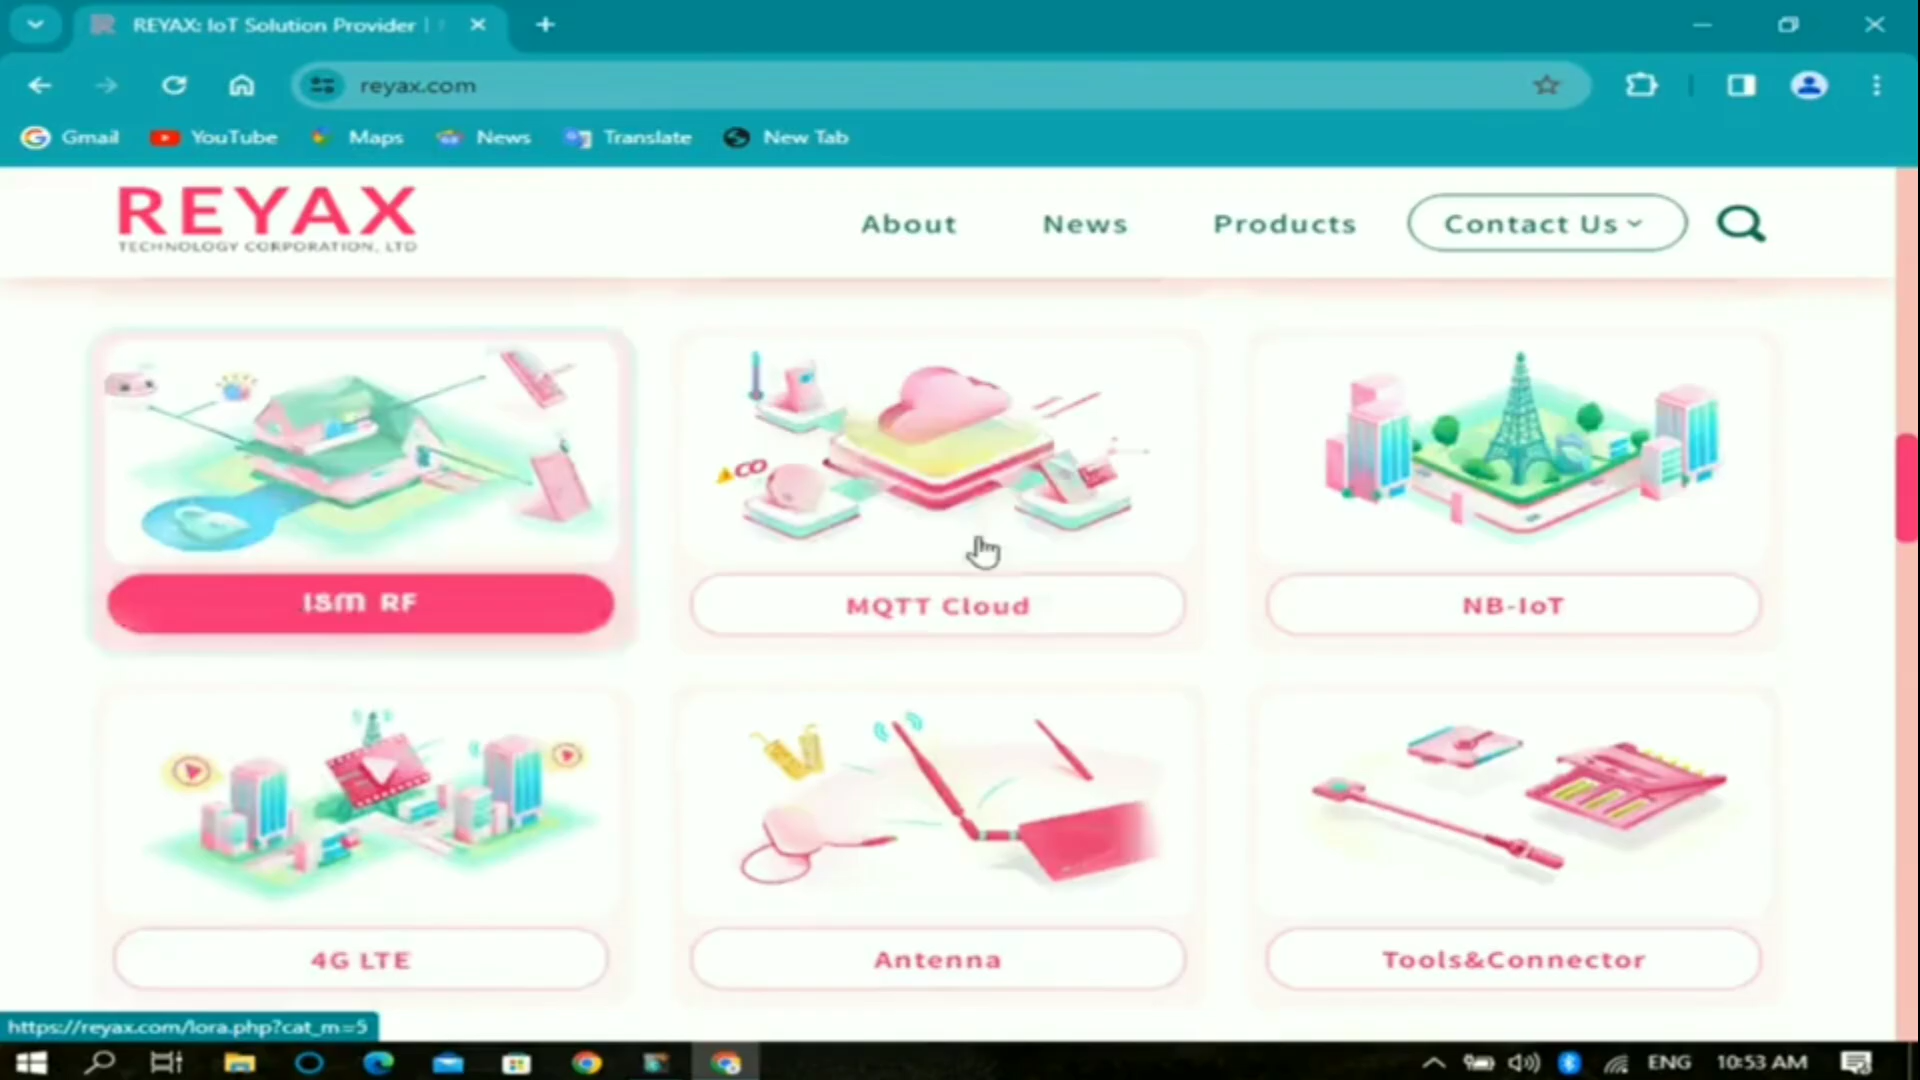 REYAX: IoT Solution Provider |
reyax.com
Gmail YouTube Maps News Translate New Tab
REYAX
TECHNOLOGY CORPORATION, LTD
About News Products Contact Us
CO
ISM RF MQTT Cloud NB-IoT
4G LTE Antenna Tools&Connector
https://reyax.com/lora.php?cat_m=5
ENG 10:53 AM